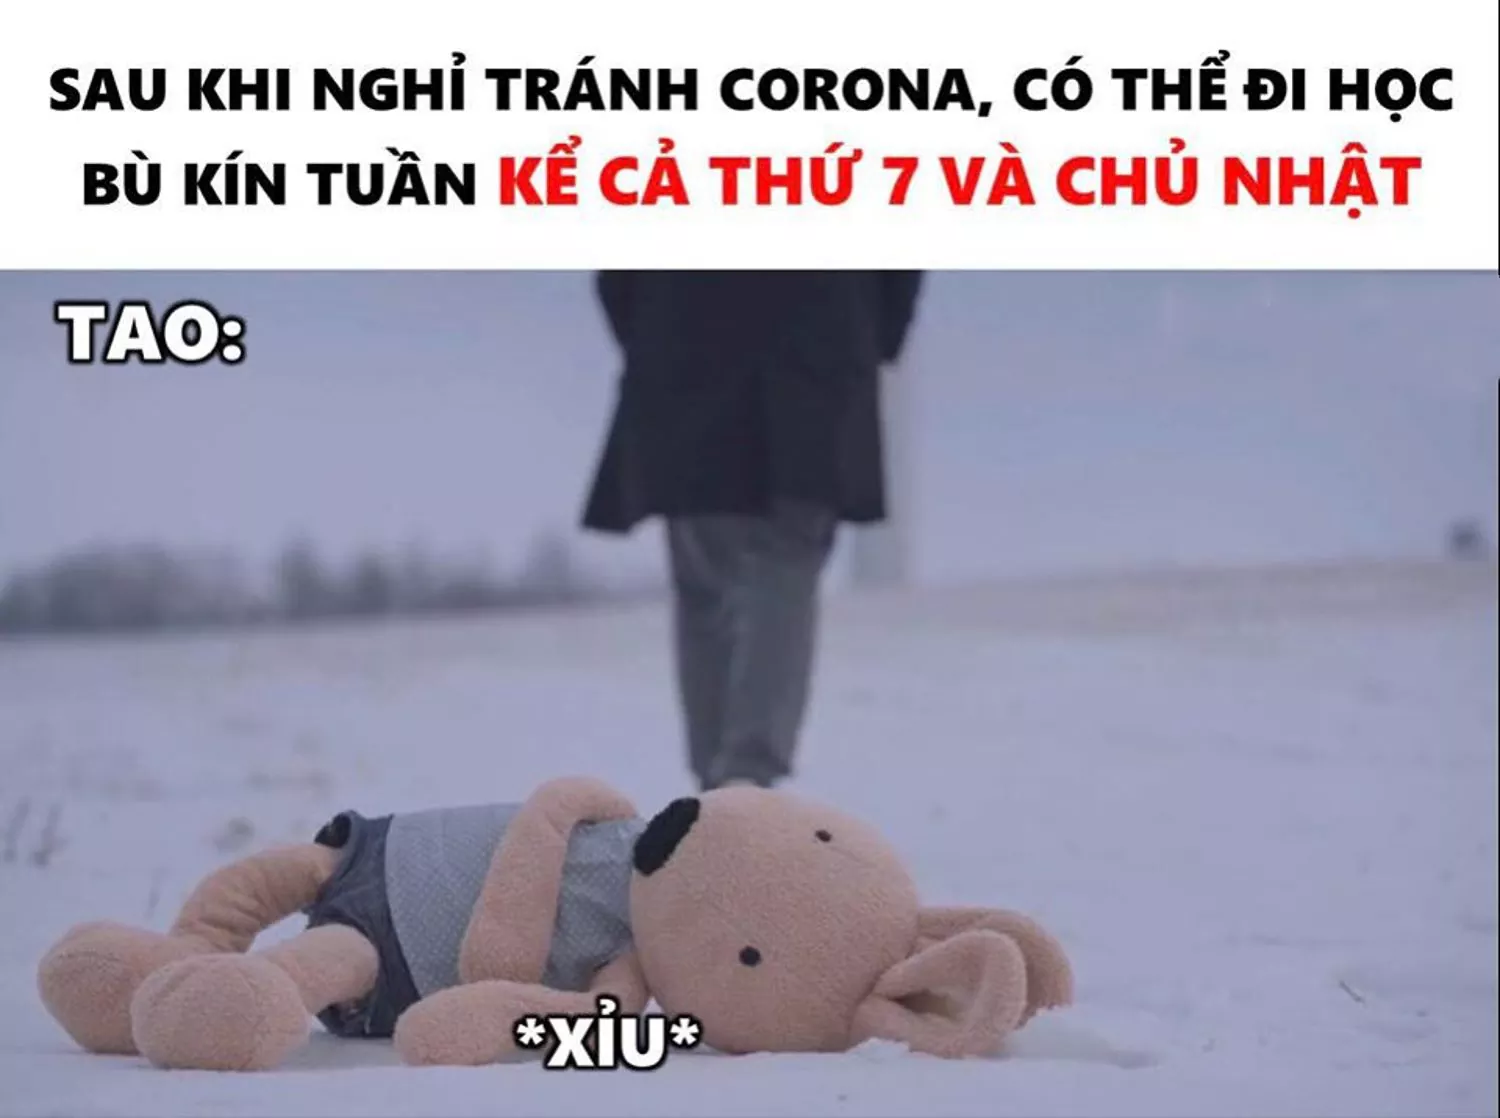 SAU KHI NGHỈ TRÁNH CORONA, CÓ THỂ ĐI HỌC
BÙ KÍN TUẦN KỂ CẢ THỨ 7 VÀ CHỦ NHẬT
TAO:
*XỈU*